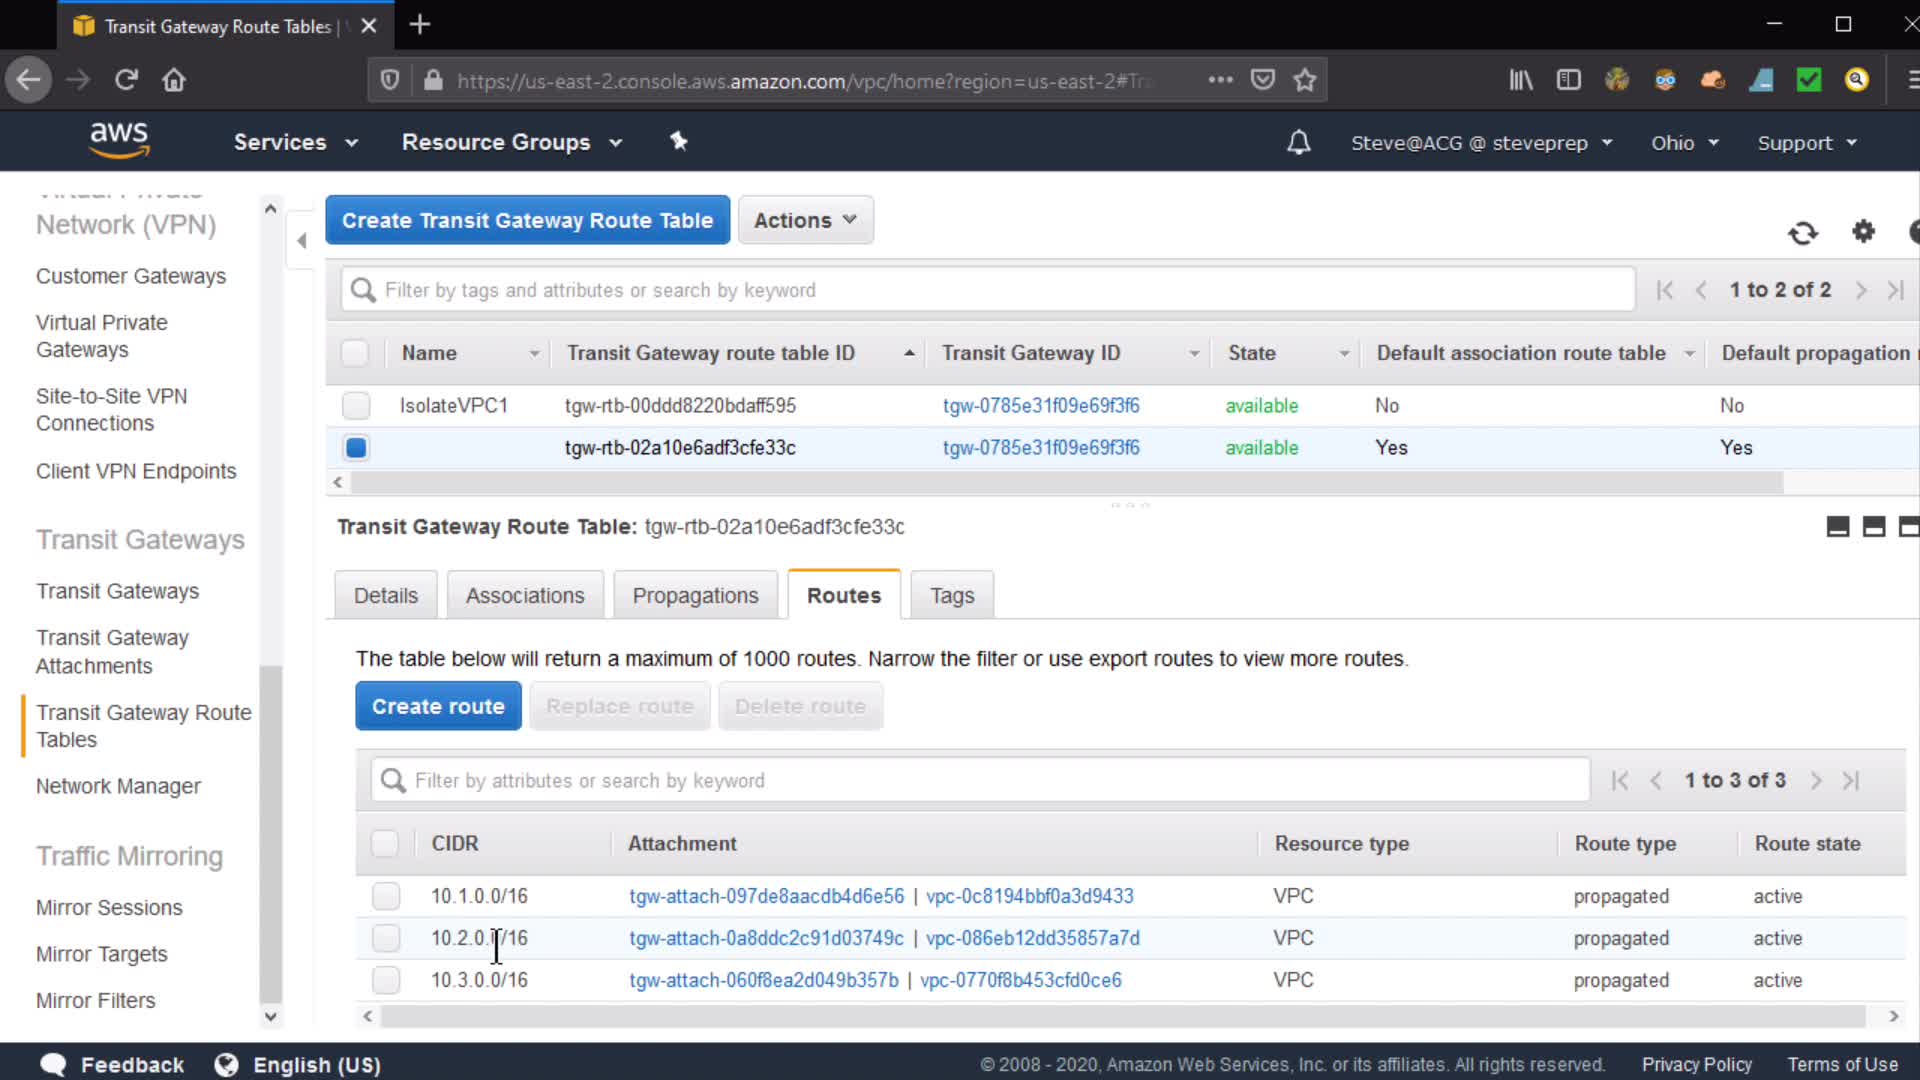 Transit Gateway Route Tables |
https://us-east-2.console.aws.amazon.com/vpc/home?region=us-east-2#Tra
aws
Services
Resource Groups
Steve@ACG @ steveprep
Ohio
Support
Virtual Private
Network (VPN)
Customer Gateways
Virtual Private
Gateways
Site-to-Site VPN
Connections
Client VPN Endpoints
Transit Gateways
Transit Gateways
Transit Gateway
Attachments
Transit Gateway Route
Tables
Network Manager
Traffic Mirroring
Mirror Sessions
Mirror Targets
Mirror Filters
Create Transit Gateway Route Table
Actions
Filter by tags and attributes or search by keyword
1 to 2 of 2
Name Transit Gateway route table ID Transit Gateway ID State Default association route table Default propagation
IsolateVPC1 tgw-rtb-00ddd8220bdaff595 tgw-0785e31f09e69f3f6 available No No
tgw-rtb-02a10e6adf3cfe33c tgw-0785e31f09e69f3f6 available Yes Yes
Transit Gateway Route Table: tgw-rtb-02a10e6adf3cfe33c
Details Associations Propagations Routes Tags
The table below will return a maximum of 1000 routes. Narrow the filter or use export routes to view more routes.
Create route Replace route Delete route
Filter by attributes or search by keyword
1 to 3 of 3
CIDR Attachment Resource type Route type Route state
10.1.0.0/16 tgw-attach-097de8aacdb4d6e56 | vpc-0c8194bbf0a3d9433 VPC propagated active
10.2.0.0/16 tgw-attach-0a8ddc2c91d03749c | vpc-086eb12dd35857a7d VPC propagated active
10.3.0.0/16 tgw-attach-060f8ea2d049b357b | vpc-0770f8b453cfd0ce6 VPC propagated active
Feedback
English (US)
© 2008 - 2020, Amazon Web Services, Inc. or its affiliates. All rights reserved.
Privacy Policy
Terms of Use